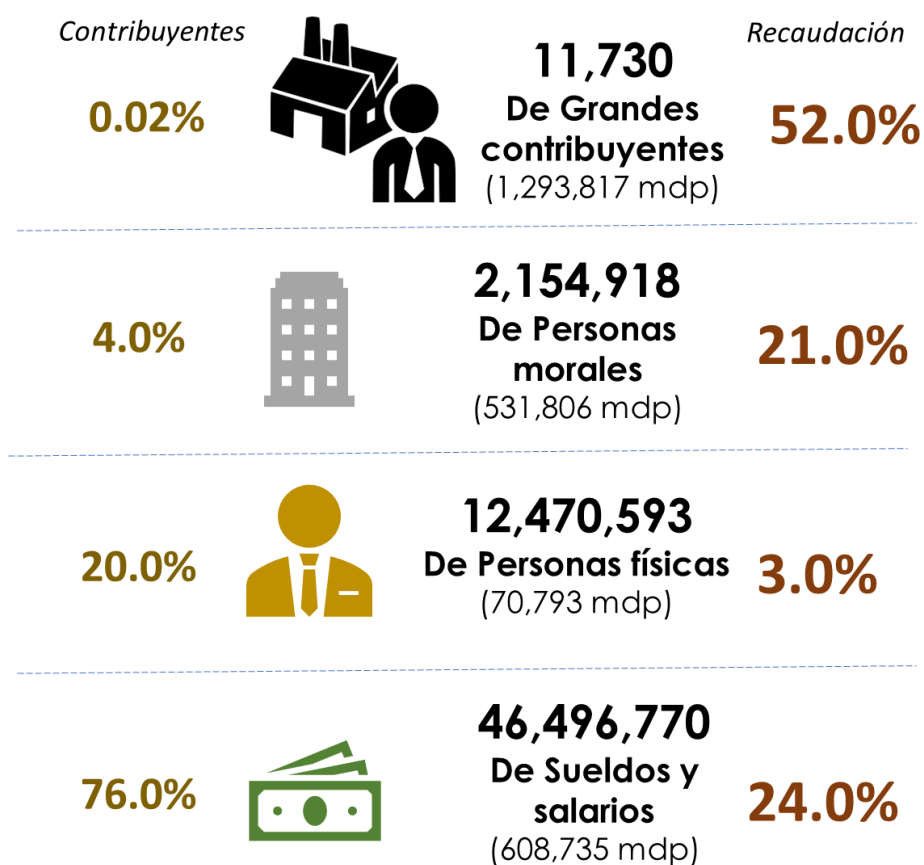 Contribuyentes
Recaudación
0.02%
11,730
De Grandes
contribuyentes
(1,293,817 mdp)
52.0%
4.0%
2,154,918
De Personas
morales
(531,806 mdp)
21.0%
20.0%
12,470,593
De Personas físicas
(70,793 mdp)
3.0%
76.0%
46,496,770
De Sueldos y
salarios
(608,735 mdp)
24.0%